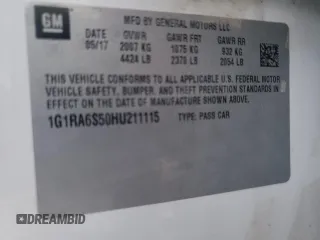 GM
MFD BY GENERAL MOTORS LLC
05/17 GVWR GAWR FRT GAWR RR
2007 KG 1075 KG 932 KG
4424 LB 2370 LB 2054 LB
THIS VEHICLE CONFORMS TO ALL APPLICABLE U.S. FEDERAL MOTOR
VEHICLE SAFETY, BUMPER, AND THEFT PREVENTION STANDARDS IN
EFFECT ON THE DATE OF MANUFACTURE SHOWN ABOVE.
1G1RA6S50HU211115 TYPE: PASS CAR
DREAMBID